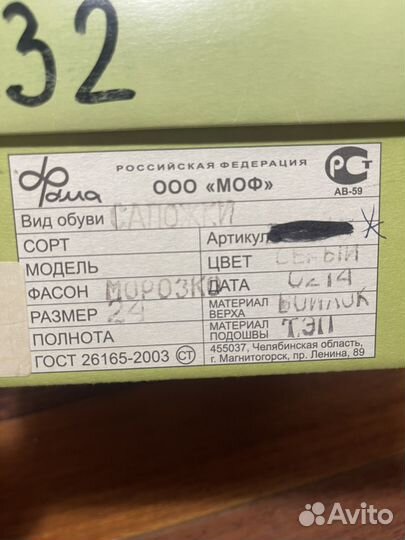 32
Фома
РОССИЙСКАЯ ФЕДЕРАЦИЯ
ООО «МОФ»
РСТ
АВ-59
Вид обуви САПОЖКИ
СОРТ Артикул
МОДЕЛЬ ЦВЕТ СЕРЫЙ
ФАСОН МОРОЗКО ДАТА 0214
РАЗМЕР 24 МАТЕРИАЛ ВЕРХА ВОЙЛОК
ПОЛНОТА МАТЕРИАЛ ПОДОШВЫ ТЭП
ГОСТ 26165-2003 СТ 455037, Челябинская область,
г. Магнитогорск, пр. Ленина, 89
Avito